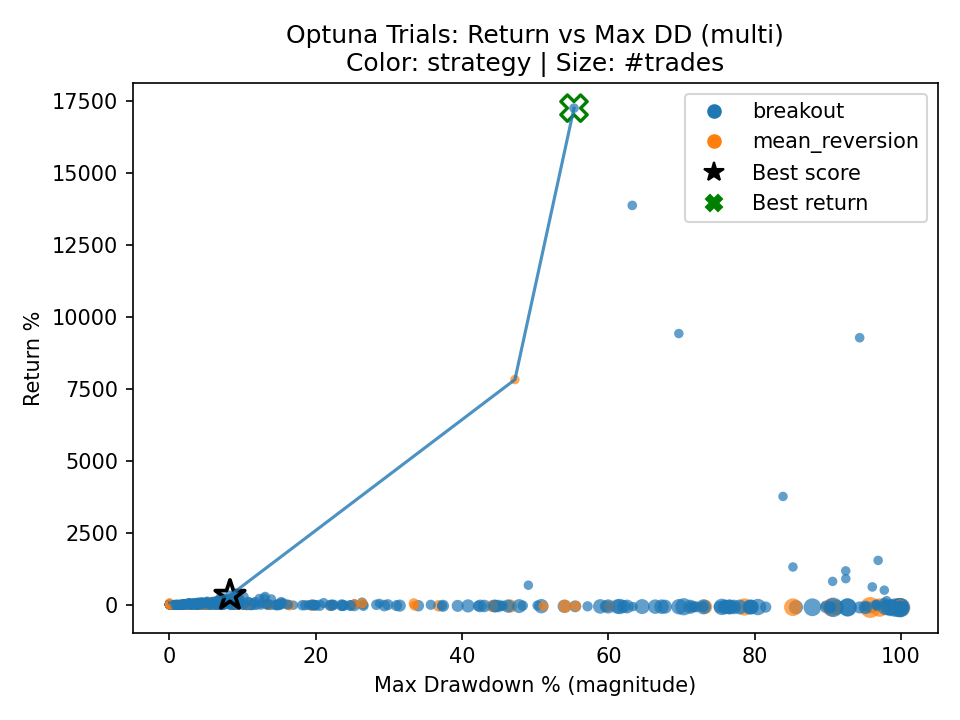 Optuna Trials: Return vs Max DD (multi)
Color: strategy | Size: #trades
17500
15000
12500
10000
7500
5000
2500
0
Return %
breakout
mean_reversion
Best score
Best return
0 20 40 60 80 100
Max Drawdown % (magnitude)